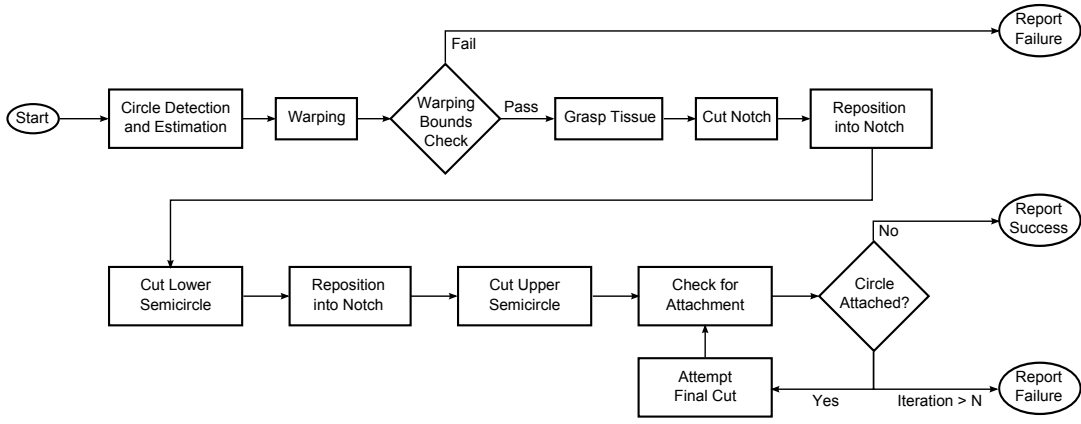 Report
Failure
Fail
Start
Circle Detection
and Estimation
Warping
Warping
Bounds
Check
Pass
Grasp Tissue
Cut Notch
Reposition
into Notch
Report
Success
No
Cut Lower
Semicircle
Reposition
into Notch
Cut Upper
Semicircle
Check for
Attachment
Circle
Attached?
Attempt
Final Cut
Yes
Iteration > N
Report
Failure